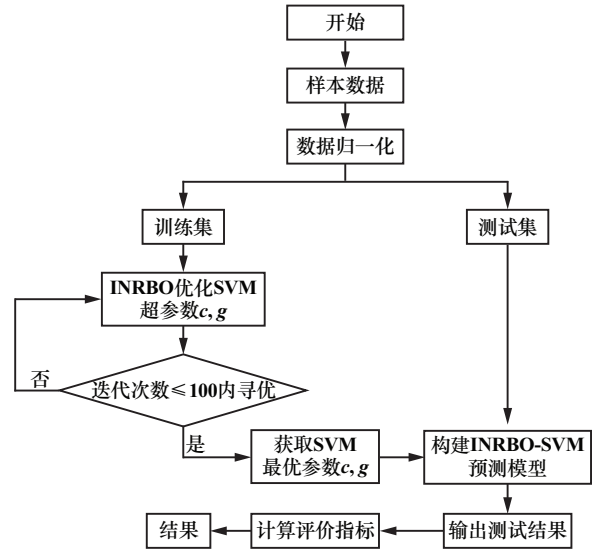 开始
样本数据
数据归一化
训练集
测试集
INRBO优化SVM
超参数c, g
否
迭代次数≤100内寻优
是
获取SVM
最优参数c, g
构建INRBO-SVM
预测模型
结果
计算评价指标
输出测试结果